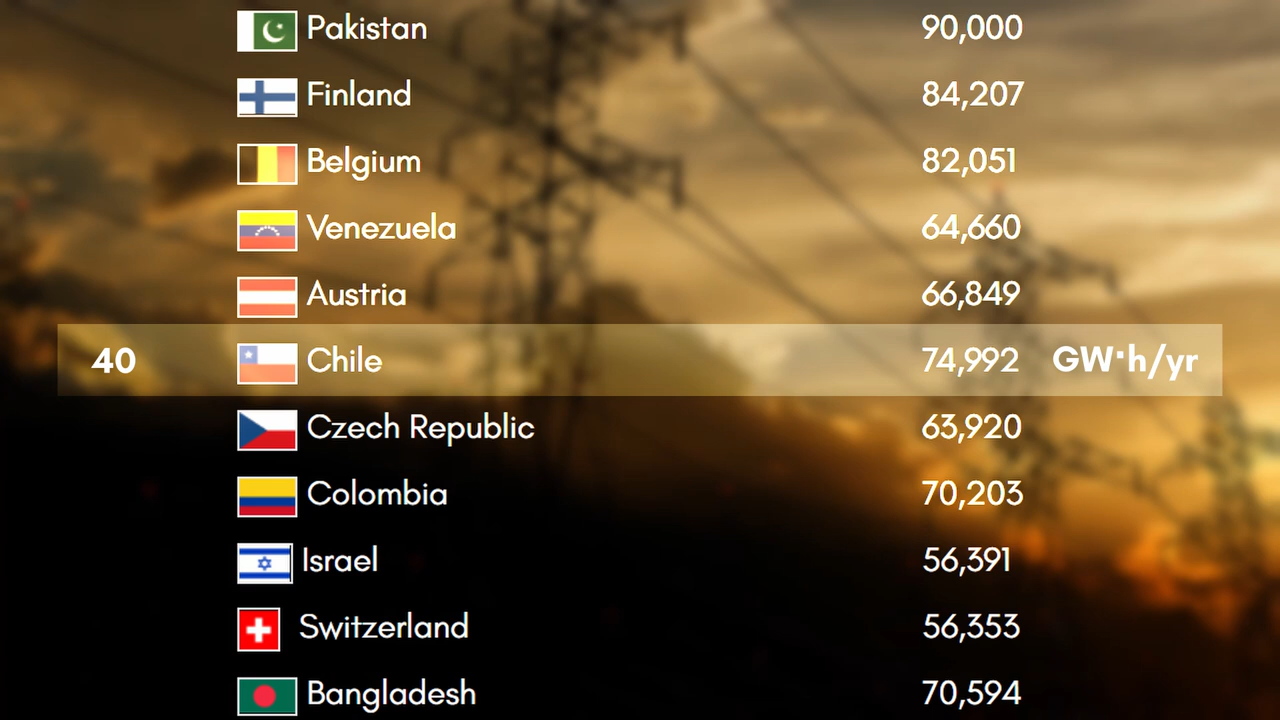 Pakistan 90,000
Finland 84,207
Belgium 82,051
Venezuela 64,660
Austria 66,849
40 Chile 74,992 GW·h/yr
Czech Republic 63,920
Colombia 70,203
Israel 56,391
Switzerland 56,353
Bangladesh 70,594